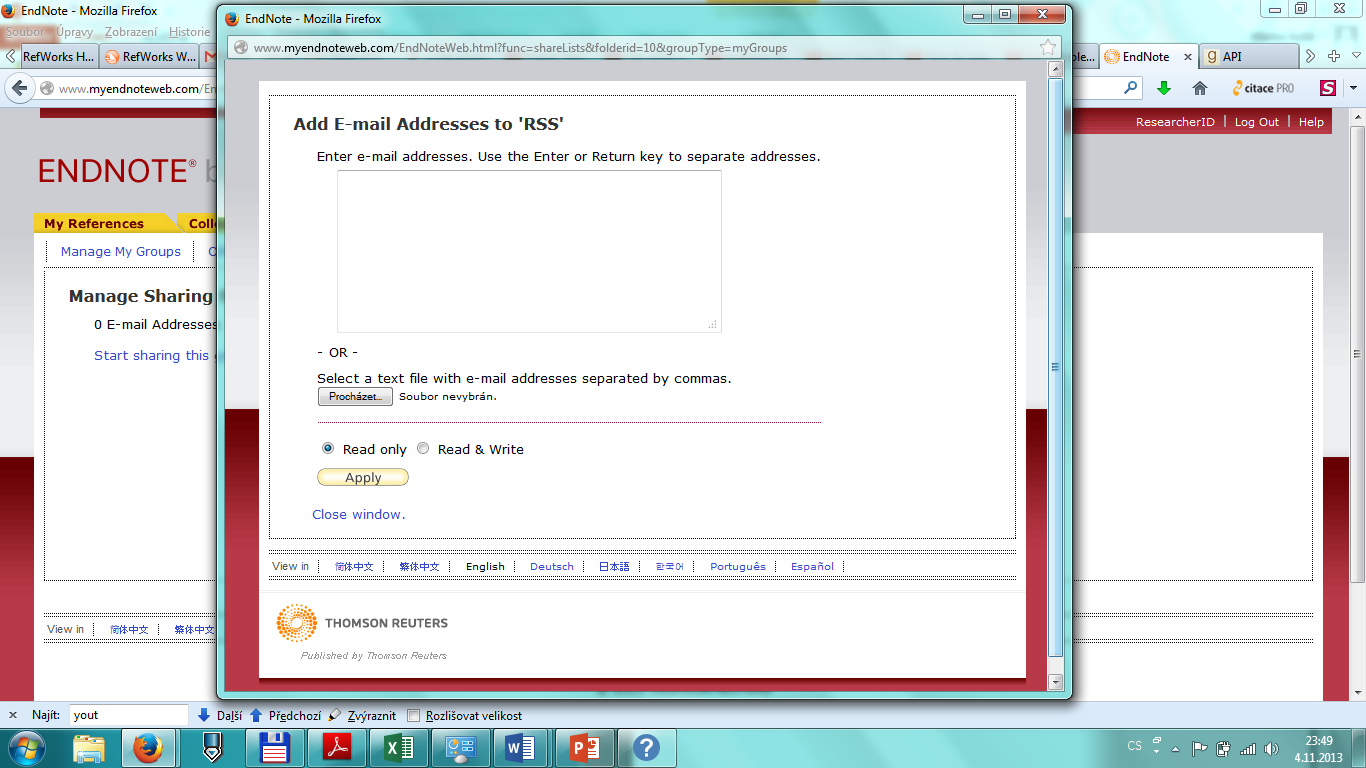 EndNote - Mozilla Firefox
Soubor Úpravy Zobrazení Historie
RefWorks H...
RefWorks W...
EndNote
API
www.myendnoteweb.com/En
citace PRO
ResearcherID | Log Out | Help
ENDNOTE®
My References
Colle
Manage My Groups
Manage Sharing
0 E-mail Addresses
Start sharing this
View in
简体中文
繁体中文
EndNote - Mozilla Firefox
www.myendnoteweb.com/EndNoteWeb.html?func=shareLists&folderid=10&groupType=myGroups
Add E-mail Addresses to 'RSS'
Enter e-mail addresses. Use the Enter or Return key to separate addresses.
- OR -
Select a text file with e-mail addresses separated by commas.
Procházet... Soubor nevybrán.
Read only Read & Write
Apply
Close window.
View in 简体中文 繁体中文 English Deutsch 日本語 한국어 Português Español
THOMSON REUTERS
Published by Thomson Reuters
Najít: yout Další Předchozí Zvýraznit Rozlišovat velikost
CS
23:49
4.11.2013